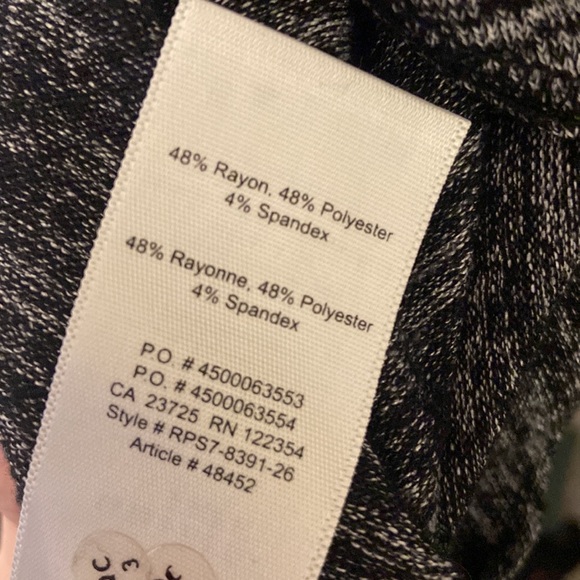 48% Rayon, 48% Polyester
4% Spandex
48% Rayonne, 48% Polyester
4% Spandex
P.O. # 4500063553
P.O. # 4500063554
CA 23725 RN 122354
Style # RPS7-8391-26
Article # 48452